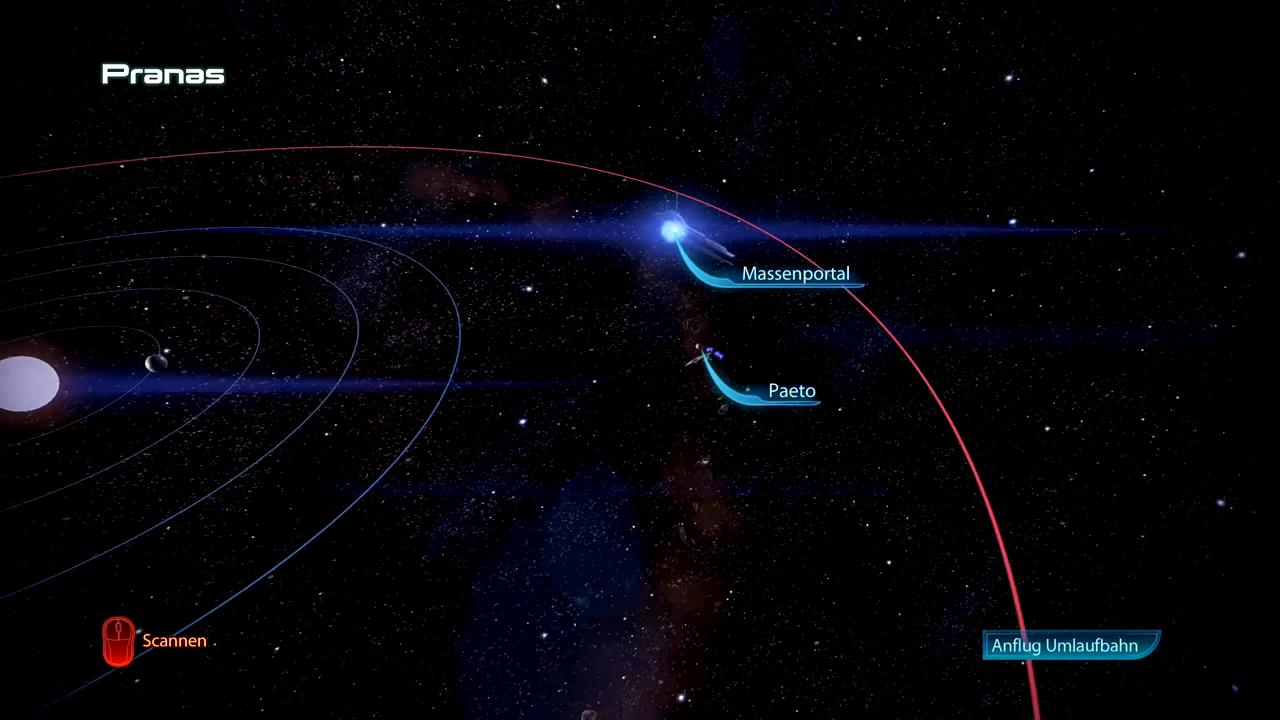 Pranas
Massenportal
Paeto
Scannen
Anflug Umlaufbahn